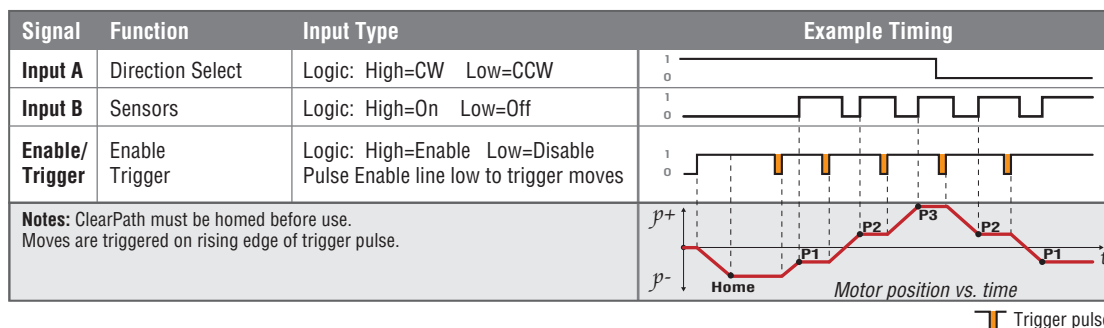 Signal Function Input Type Example Timing
Input A Direction Select Logic: High=CW Low=CCW 1
0
Input B Sensors Logic: High=On Low=Off 1
0
Enable/ Enable Logic: High=Enable Low=Disable 1
Trigger Trigger Pulse Enable line low to trigger moves 0
Notes: ClearPath must be homed before use.
Moves are triggered on rising edge of trigger pulse.
p+ P3
P2 P2
P1 P1 t
p- Home Motor position vs. time
Trigger pulse